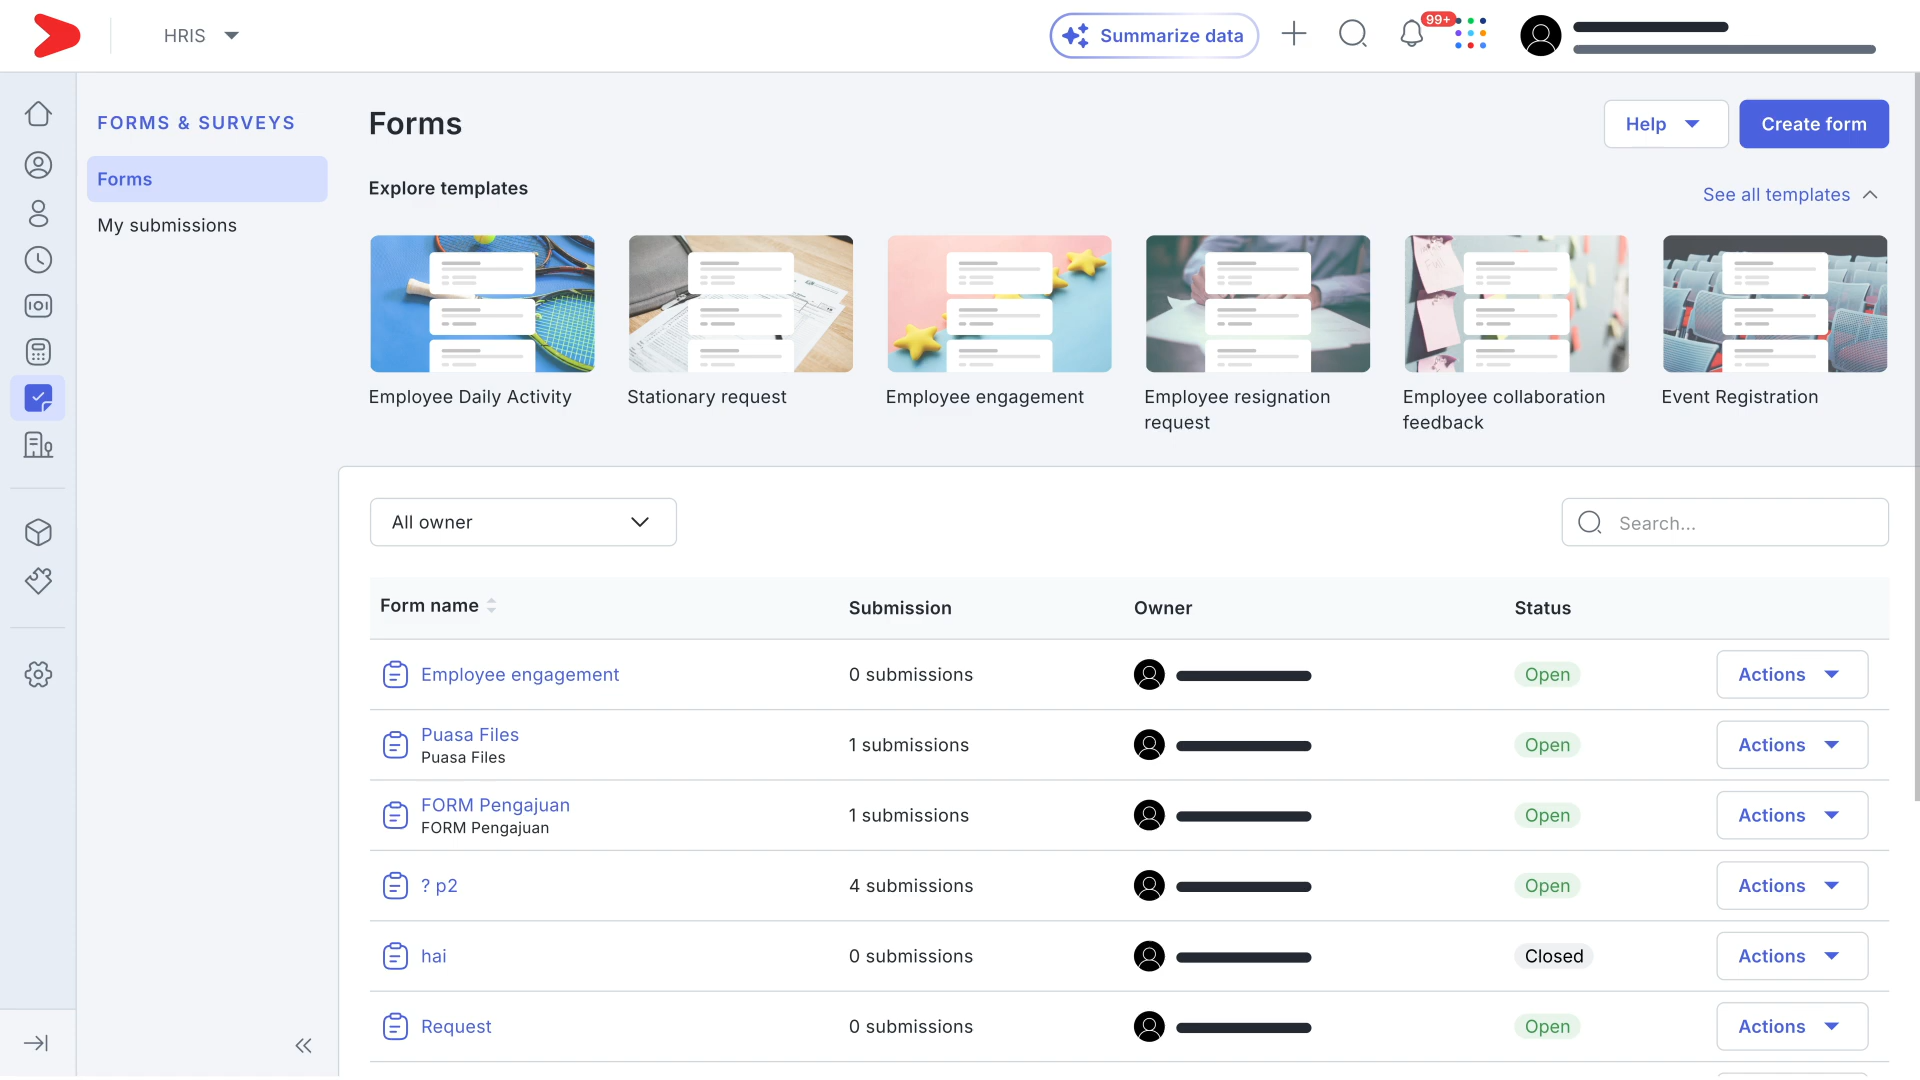 HRIS
Summarize data
99+
FORMS & SURVEYS
Forms
My submissions
Forms
Help
Create form
Explore templates
See all templates
Employee Daily Activity
Stationary request
Employee engagement
Employee resignation
request
Employee collaboration
feedback
Event Registration
All owner
Search...
Form name
Submission
Owner
Status
Employee engagement
0 submissions
Open
Actions
Puasa Files
Puasa Files
1 submissions
Open
Actions
FORM Pengajuan
FORM Pengajuan
1 submissions
Open
Actions
? p2
4 submissions
Open
Actions
hai
0 submissions
Closed
Actions
Request
0 submissions
Open
Actions